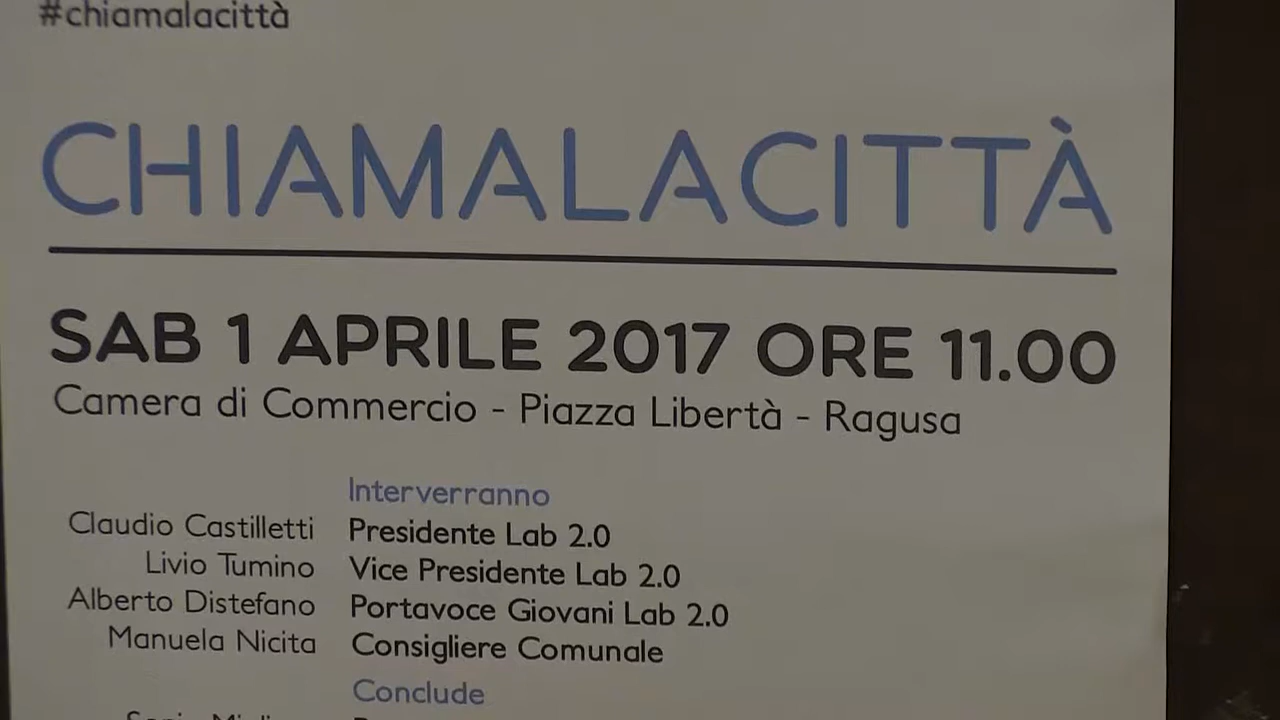 #chiamalacittà
CHIAMALACITTÀ
SAB 1 APRILE 2017 ORE 11.00
Camera di Commercio - Piazza Libertà - Ragusa
Interverranno
Claudio Castilletti Presidente Lab 2.0
Livio Tumino Vice Presidente Lab 2.0
Alberto Distefano Portavoce Giovani Lab 2.0
Manuela Nicita Consigliere Comunale
Conclude